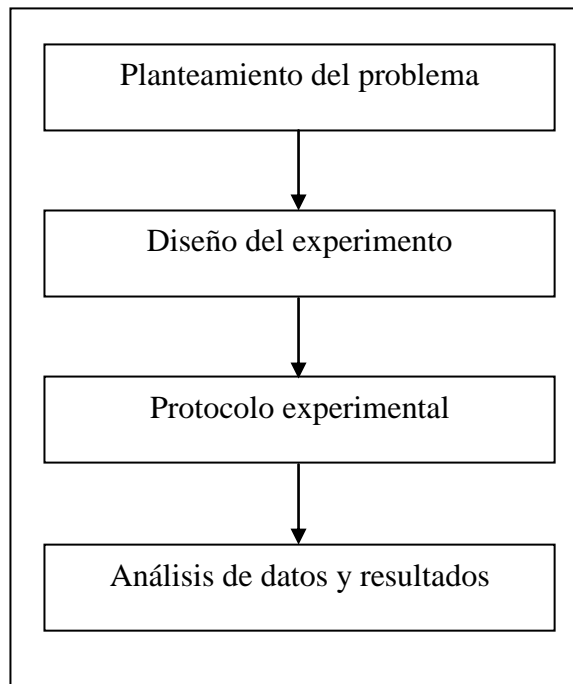 Planteamiento del problema
Diseño del experimento
Protocolo experimental
Análisis de datos y resultados